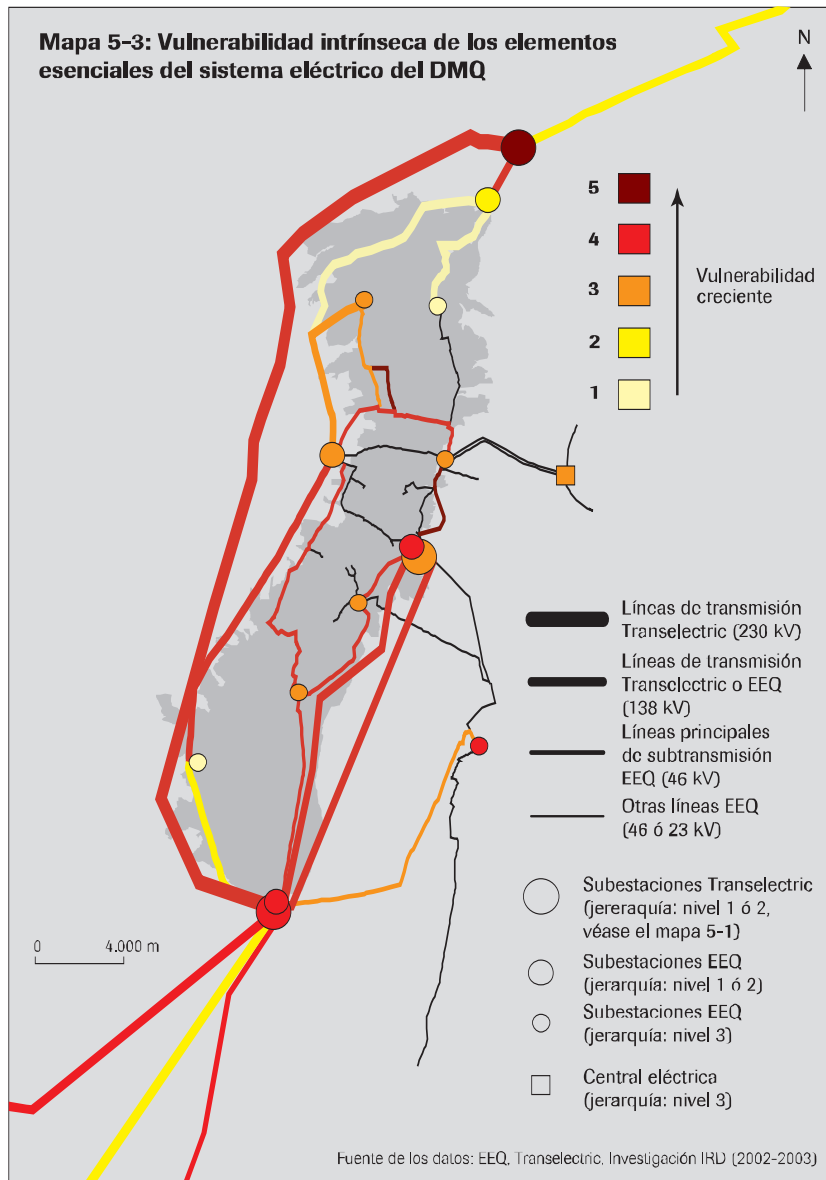 Mapa 5-3: Vulnerabilidad intrínseca de los elementos
esenciales del sistema eléctrico del DMQ
N
5
4
3
2
1
Vulnerabilidad
creciente
Líneas de transmisión
Transelectric (230 kV)
Líneas de transmisión
Transelectric o EEQ
(138 kV)
Líneas principales
de subtransmisión
EEQ (46 kV)
Otras líneas EEQ
(46 ó 23 kV)
Subestaciones Transelectric
(jereraquía: nivel 1 ó 2,
véase el mapa 5-1)
Subestaciones EEQ
(jerarquía: nivel 1 ó 2)
Subestaciones EEQ
(jerarquía: nivel 3)
Central eléctrica
(jerarquía: nivel 3)
0 4.000 m
Fuente de los datos: EEQ, Transelectric, Investigación IRD (2002-2003)